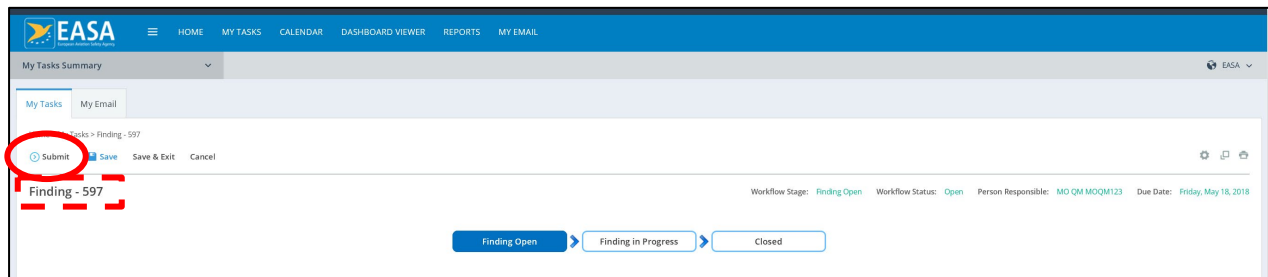 EASA
European Aviation Safety Agency
HOME MY TASKS CALENDAR DASHBOARD VIEWER REPORTS MY EMAIL
My Tasks Summary
EASA
My Tasks My Email
Tasks > Finding - 597
Submit Save Save & Exit Cancel
Finding - 597
Workflow Stage: Finding Open Workflow Status: Open Person Responsible: MO QM MOQM123 Due Date: Friday, May 18, 2018
Finding Open Finding in Progress Closed